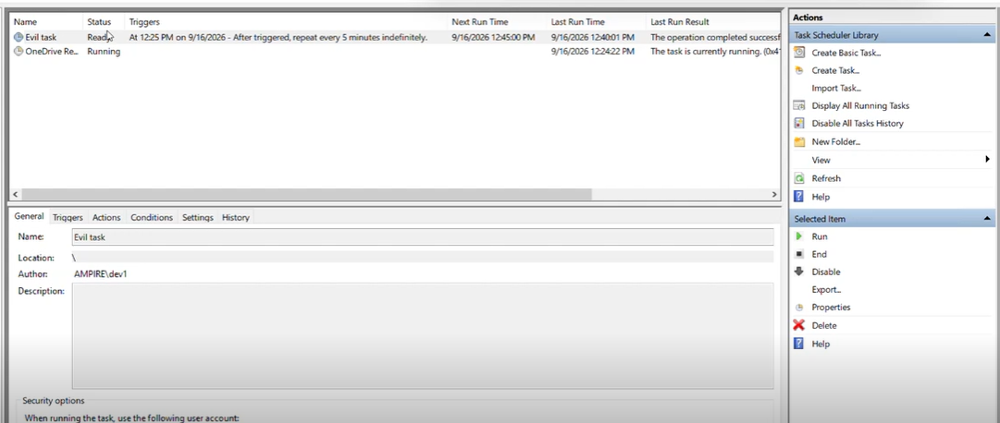 Name Status Triggers Next Run Time Last Run Time Last Run Result
Evil task Ready At 12:25 PM on 9/16/2026 - After triggered, repeat every 5 minutes indefinitely. 9/16/2026 12:45:00 PM 9/16/2026 12:40:01 PM The operation completed successf
OneDrive Re... Running 9/16/2026 12:24:22 PM The task is currently running. (0x41
General Triggers Actions Conditions Settings History
Name: Evil task
Location: \
Author: AMPIRE\dev1
Description:
Security options
When running the task, use the following user account:
Actions
Task Scheduler Library
Create Basic Task...
Create Task...
Import Task...
Display All Running Tasks
Disable All Tasks History
New Folder...
View
Refresh
Help
Selected Item
Run
End
Disable
Export...
Properties
Delete
Help